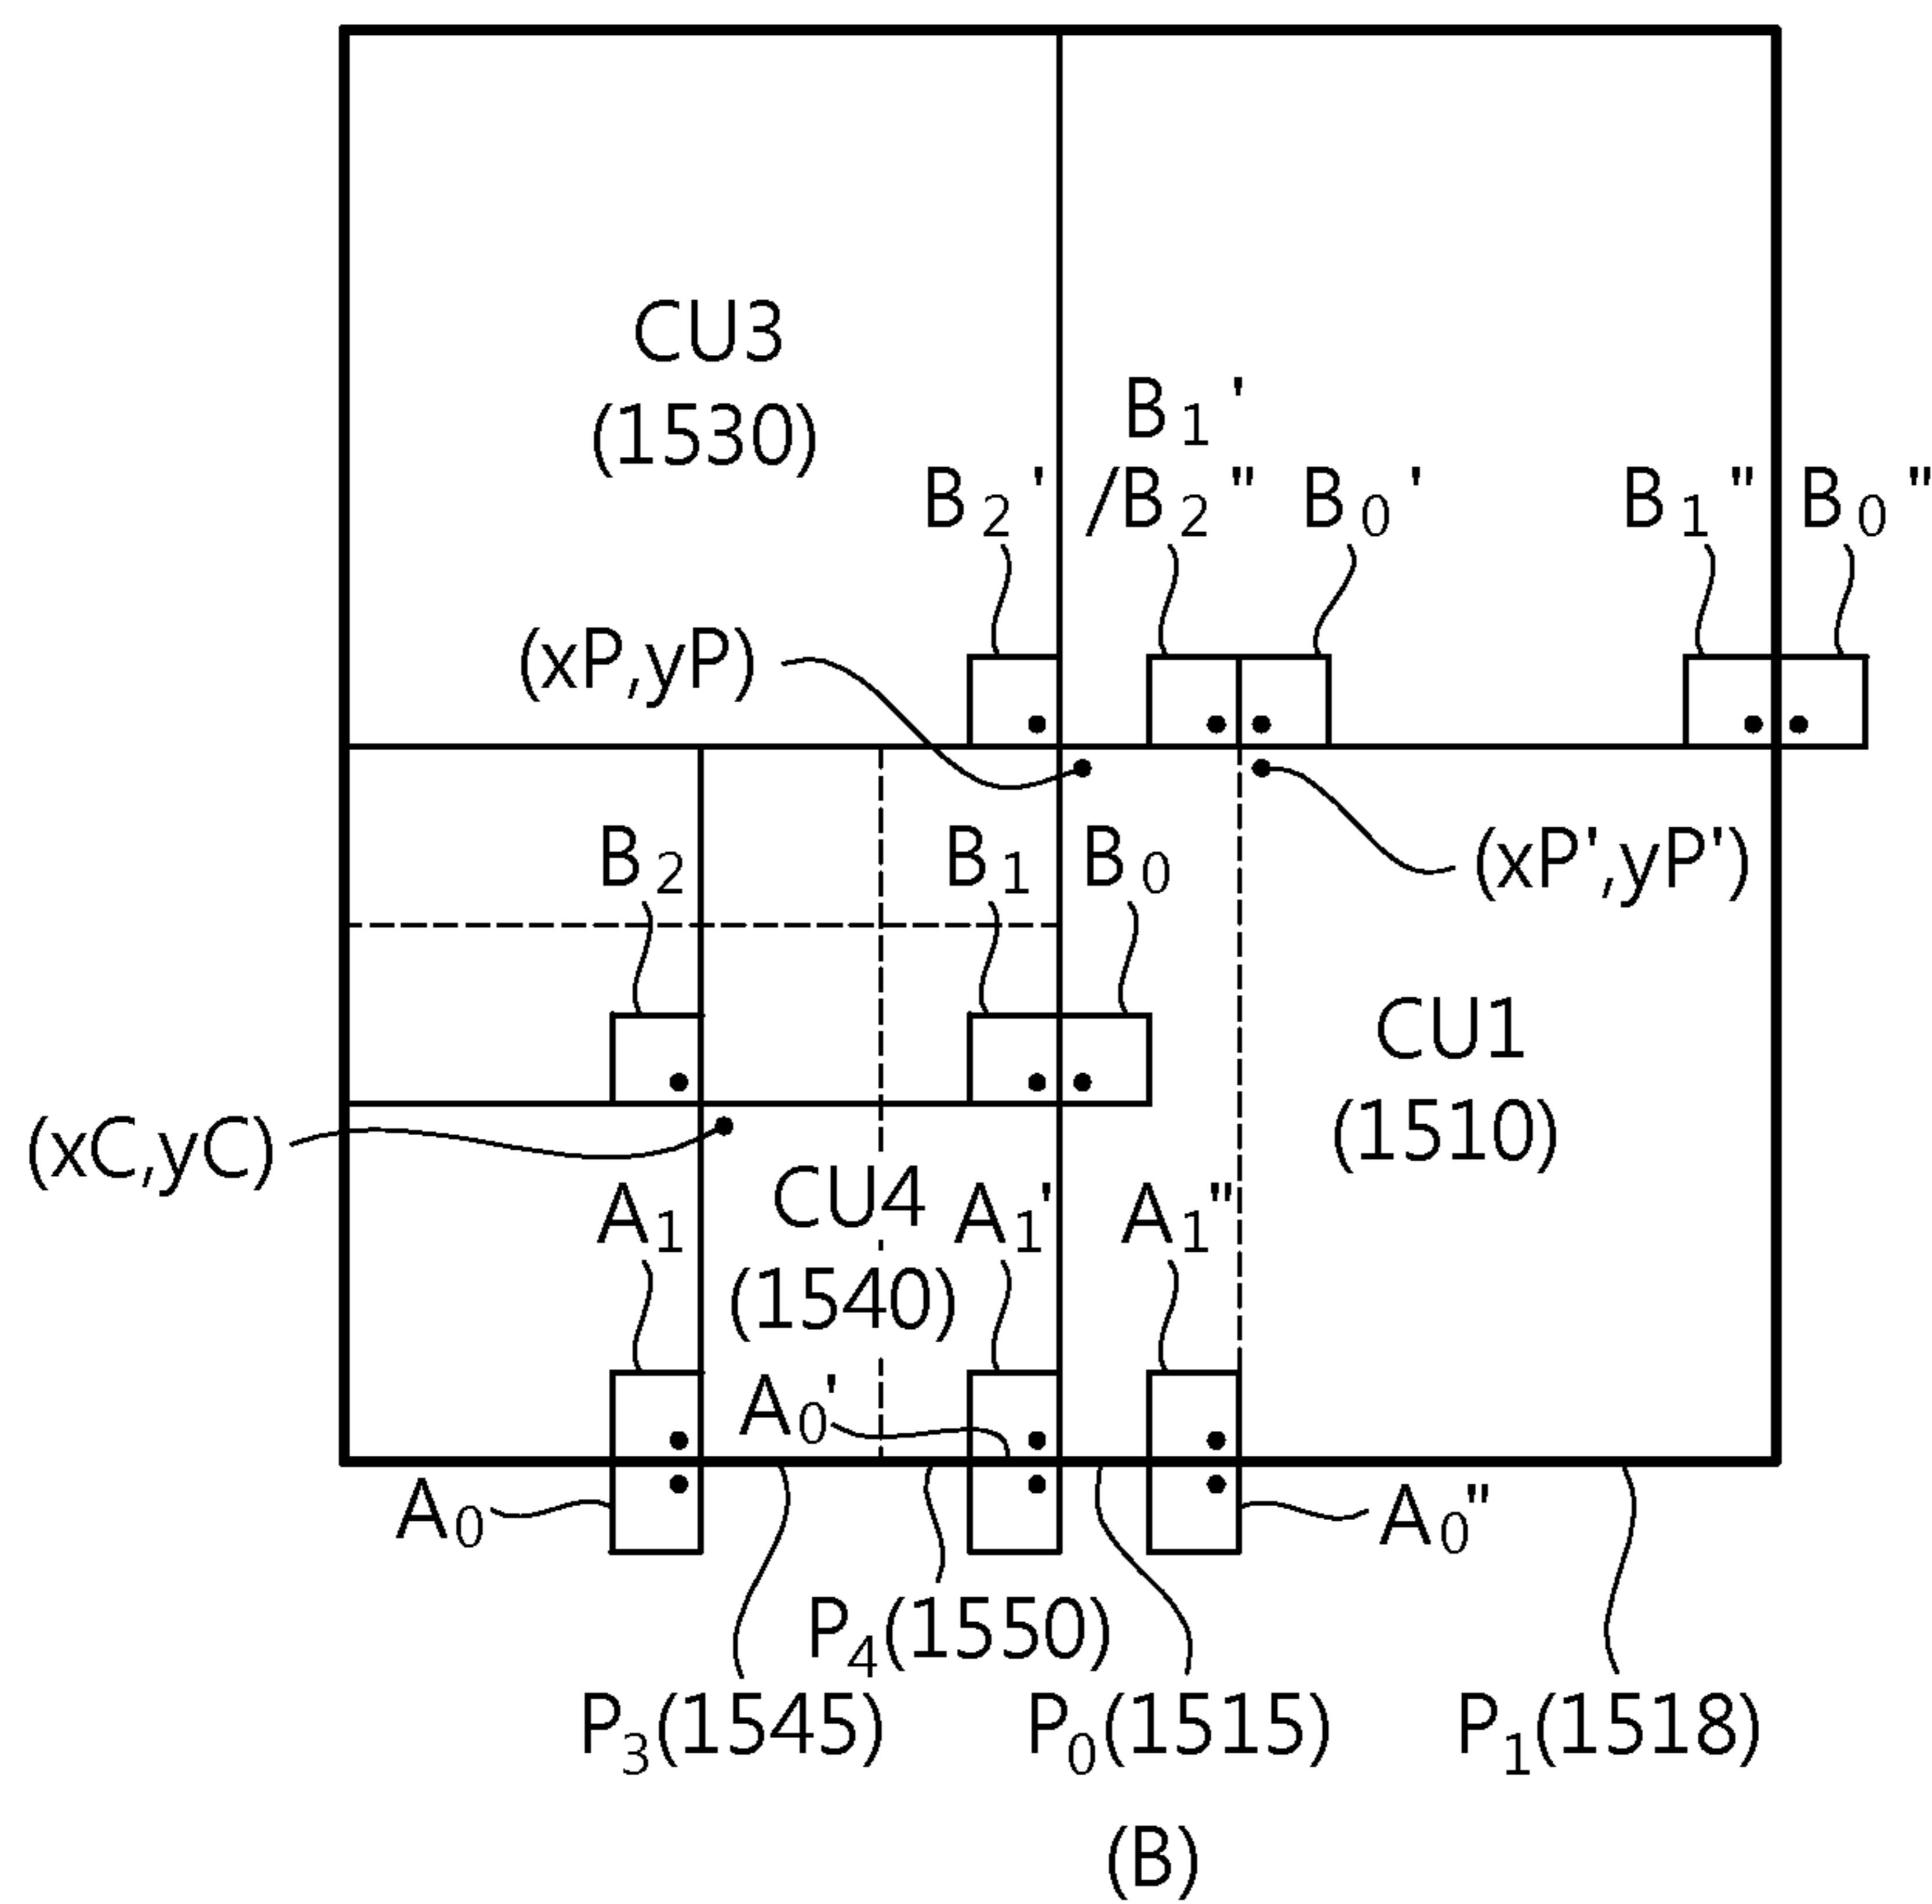 CU3
(1530)
B1'
B2' /B2" B0' B1" B0"
(xP,yP)
B2 B1 B0 (xP',yP')
CU1
(1510)
(xC,yC)
CU4
A1 A1' A1"
(1540)
A0'
A0 A0"
P4(1550)
P3(1545) P0(1515) P1(1518)
(B)